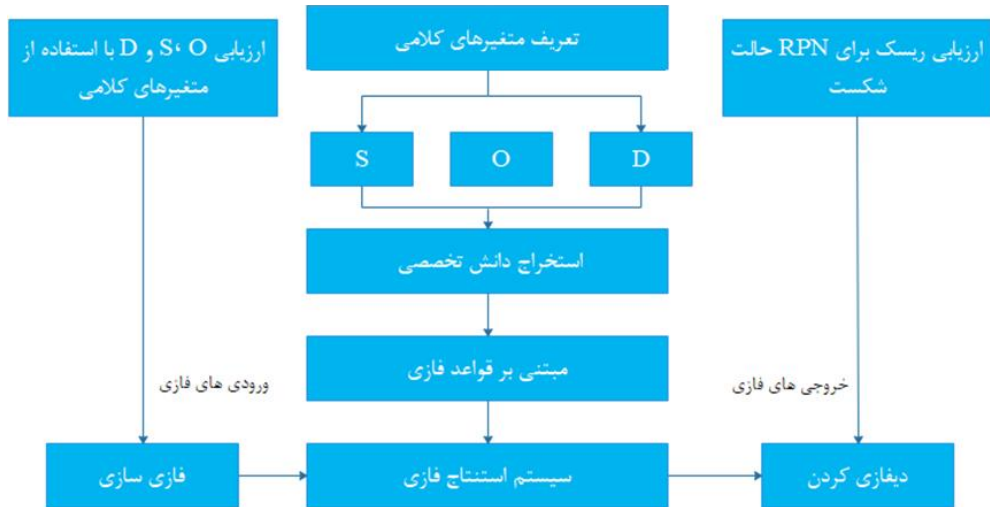 تعریف متغیرهای کلامی
ارزیابی S، O و D با استفاده از
متغیرهای کلامی
ارزیابی ریسک برای RPN حالت
شکست
S
O
D
استخراج دانش تخصصی
مبتنی بر قواعد فازی
ورودی های فازی
خروجی های فازی
فازی سازی
سیستم استنتاج فازی
دیفازی کردن